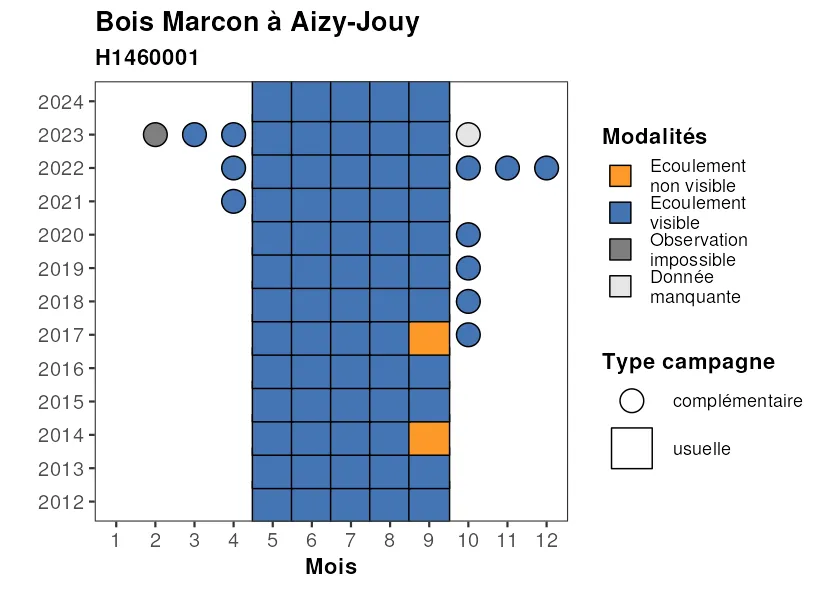 Bois Marcon à Aizy-Jouy
H1460001
2024
2023
2022
2021
2020
2019
2018
2017
2016
2015
2014
2013
2012
1 2 3 4 5 6 7 8 9 10 11 12
Mois
Modalités
Ecoulement
non visible
Ecoulement
visible
Observation
impossible
Donnée
manquante
Type campagne
complémentaire
usuelle